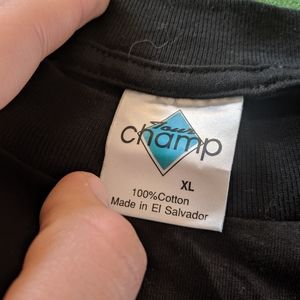 Tour
champ
XL
100%Cotton
Made in El Salvador